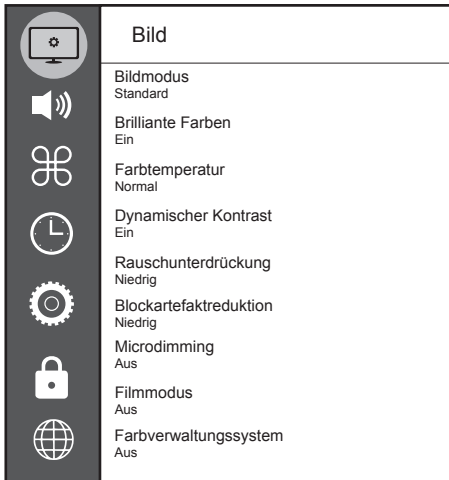 Bild
Bildmodus
Standard
Brilliante Farben
Ein
Farbtemperatur
Normal
Dynamischer Kontrast
Ein
Rauschunterdrückung
Niedrig
Blockartefaktreduktion
Niedrig
Microdimming
Aus
Filmmodus
Aus
Farbverwaltungssystem
Aus